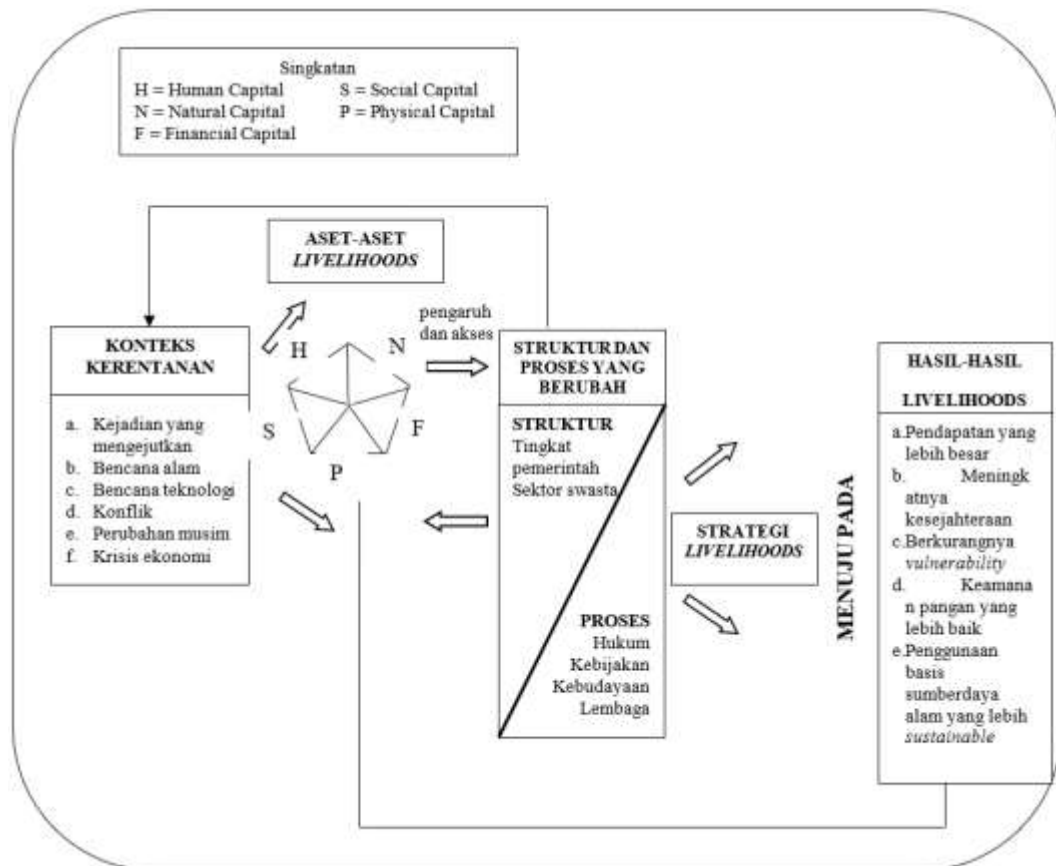 Singkatan
H = Human Capital S = Social Capital
N = Natural Capital P = Physical Capital
F = Financial Capital
ASET-ASET
LIVELIHOODS
pengaruh
dan akses
KONTEKS
KERENTANAN
a. Kejadian yang
mengejutkan
b. Bencana alam
c. Bencana teknologi
d. Konflik
e. Perubahan musim
f. Krisis ekonomi
H
N
S
F
P
STRUKTUR DAN
PROSES YANG
BERUBAH
STRUKTUR
Tingkat
pemerintah
Sektor swasta
PROSES
Hukum
Kebijakan
Kebudayaan
Lembaga
STRATEGI
LIVELIHOODS
MENUJU PADA
HASIL-HASIL
LIVELIHOODS
a.Pendapatan yang
lebih besar
b. Meningk
atnya
kesejahteraan
c.Berkurangnya
vulnerability
d. Keamana
n pangan yang
lebih baik
e.Penggunaan
basis
sumberdaya
alam yang lebih
sustainable